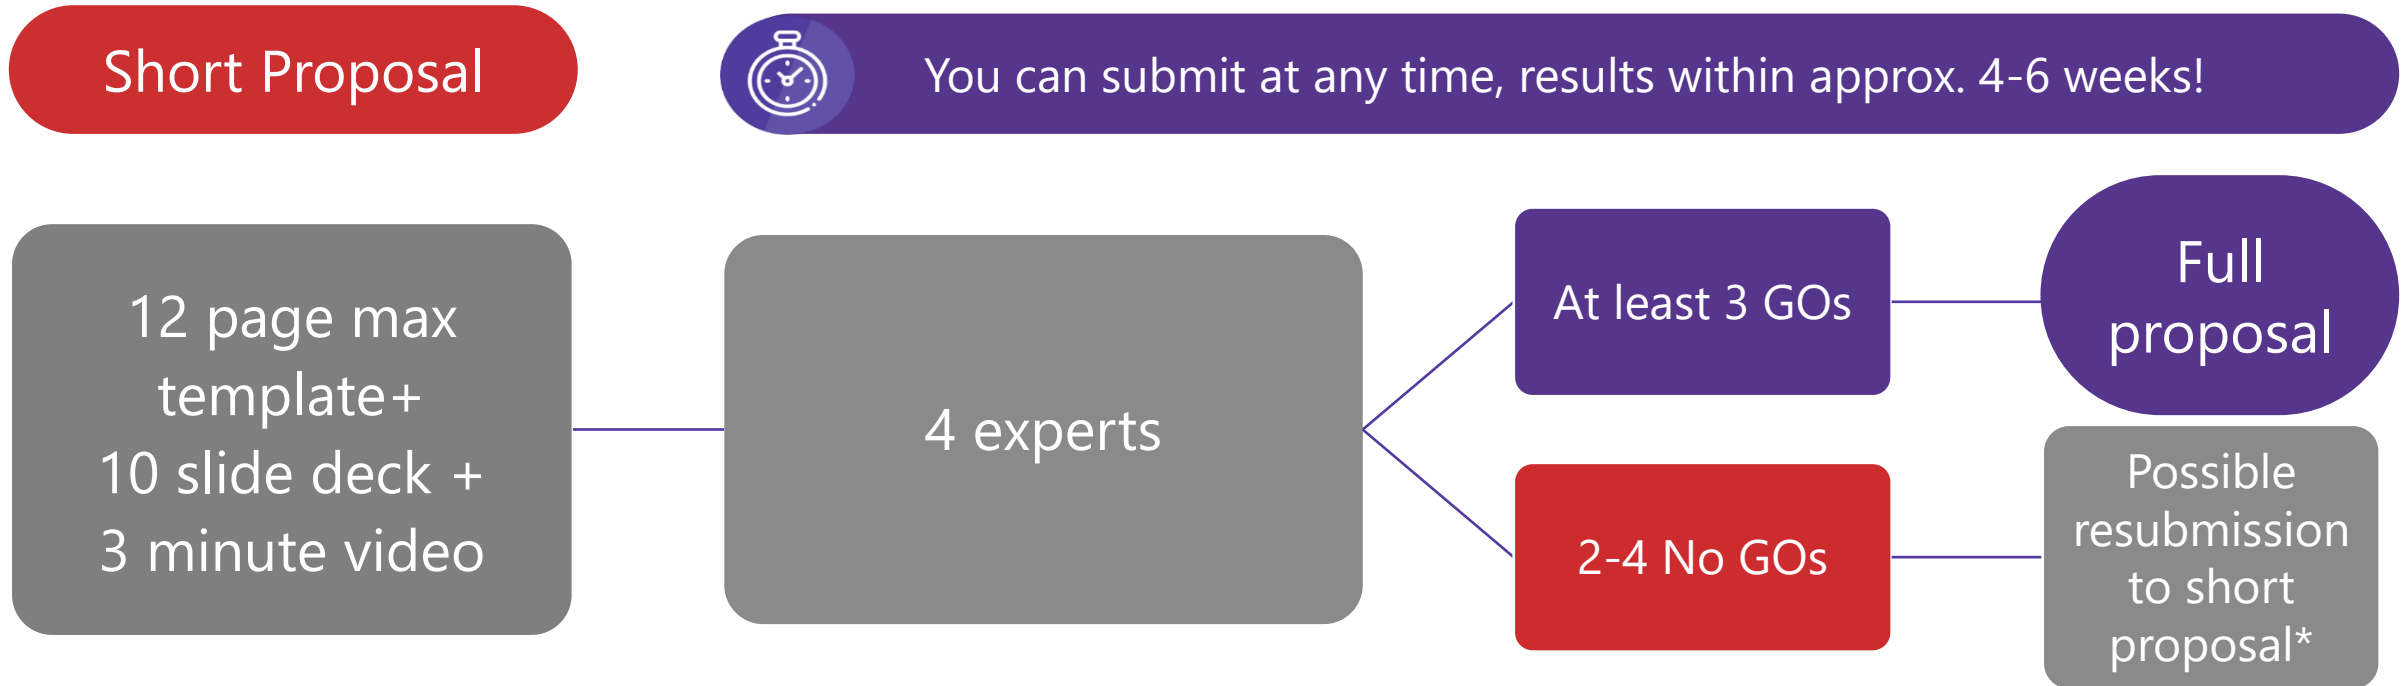 Short Proposal
You can submit at any time, results within approx. 4-6 weeks!
12 page max
template+
10 slide deck +
3 minute video
4 experts
At least 3 GOs
Full
proposal
2-4 No GOs
Possible
resubmission
to short
proposal*